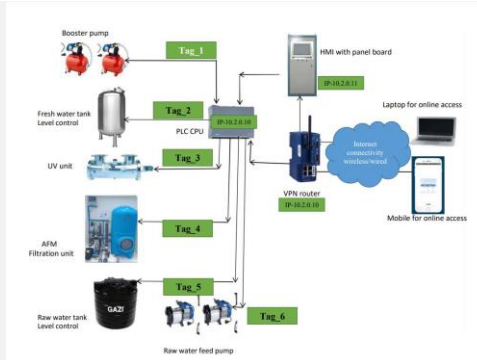 Booster pump
Tag_1
HMI with panel board
IP-10.2.0.11
Tag_2
Fresh water tank
Level control
IP-10.2.0.10
PLC CPU
Laptop for online access
Internet
connectivity
wireless/wared
Tag_3
UV unit
VPN router
IP-10.2.0.10
Mobile for online access
Tag_4
AFM
Filtration unit
Tag_5
GAZI
Raw water tank
Level control
Tag_6
Raw water feed pump